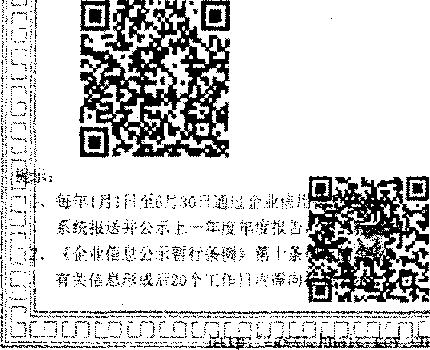 提示：
1、每年1月1日至6月30日通过企业信用
系统报送并公示上一年度年度报告
2、《企业信息公示暂行条例》第十条
有关信息形成后20个工作日内需向